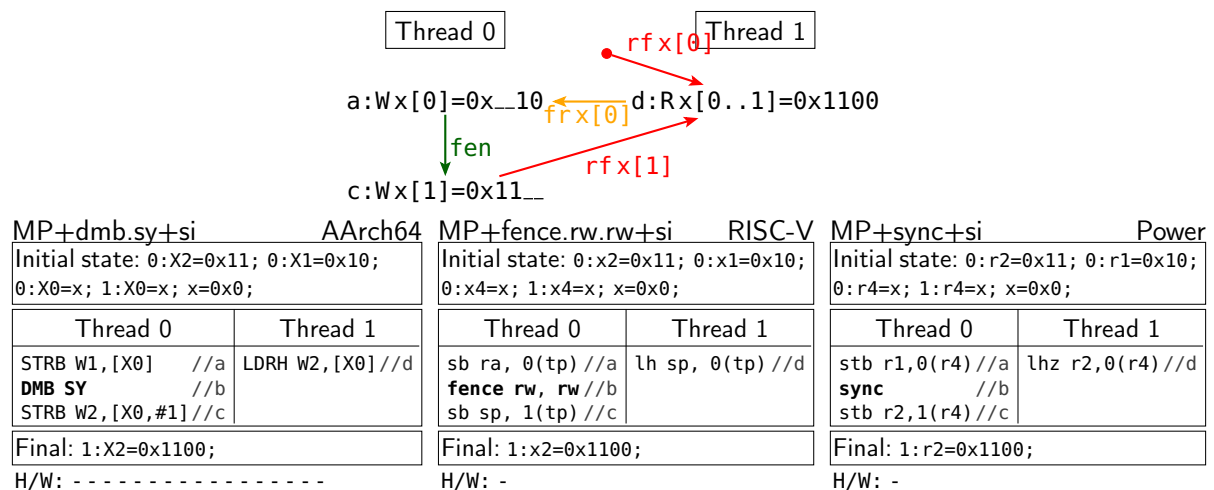 Thread 0 Thread 1
rf x[0]
a:W x[0]=0x__10 d:R x[0..1]=0x1100
fr x[0]
fen
rf x[1]
c:W x[1]=0x11__
MP+dmb.sy+si AArch64
Initial state: 0:X2=0x11; 0:X1=0x10;
0:X0=x; 1:X0=x; x=0x0;
Thread 0 Thread 1
STRB W1,[X0] //a LDRH W2,[X0]//d
DMB SY //b
STRB W2,[X0,#1]//c
Final: 1:X2=0x1100;
H/W: - - - - - - - - - - - - - - - - -
MP+fence.rw.rw+si RISC-V
Initial state: 0:x2=0x11; 0:x1=0x10;
0:x4=x; 1:x4=x; x=0x0;
Thread 0 Thread 1
sb ra, 0(tp)//a lh sp, 0(tp)//d
fence rw, rw//b
sb sp, 1(tp)//c
Final: 1:x2=0x1100;
H/W: -
MP+sync+si Power
Initial state: 0:r2=0x11; 0:r1=0x10;
0:r4=x; 1:r4=x; x=0x0;
Thread 0 Thread 1
stb r1,0(r4)//a lhz r2,0(r4)//d
sync //b
stb r2,1(r4)//c
Final: 1:r2=0x1100;
H/W: -